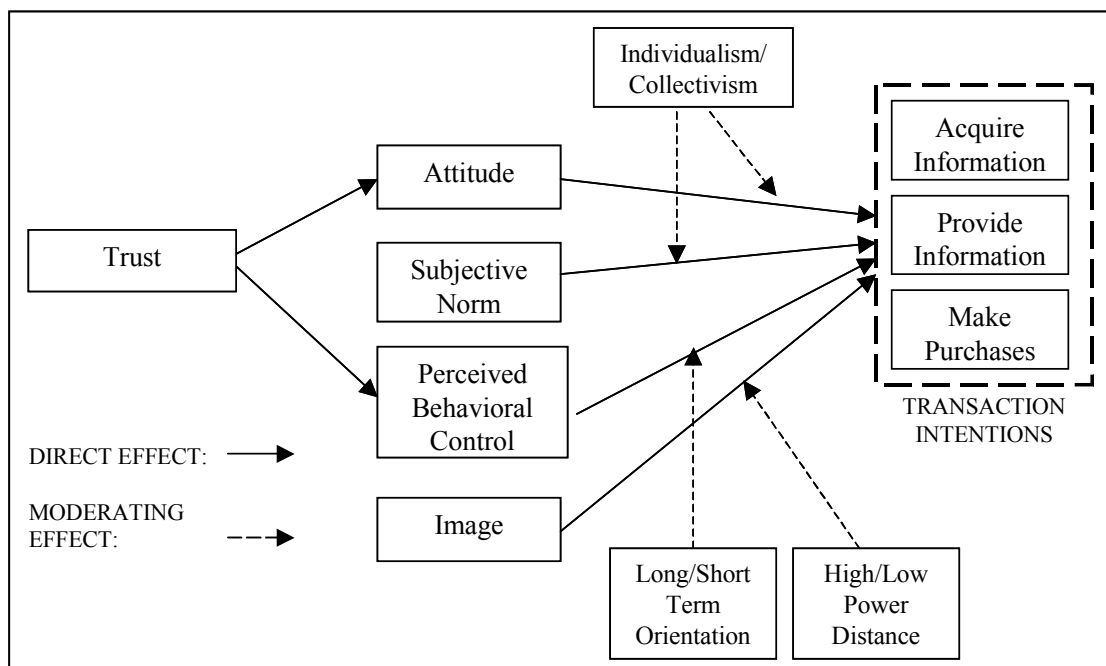 Individualism/
Collectivism
Acquire
Information
Attitude
Trust
Provide
Information
Subjective
Norm
Make
Purchases
Perceived
Behavioral
Control
TRANSACTION
INTENTIONS
DIRECT EFFECT:
MODERATING
EFFECT:
Image
Long/Short
Term
Orientation
High/Low
Power
Distance